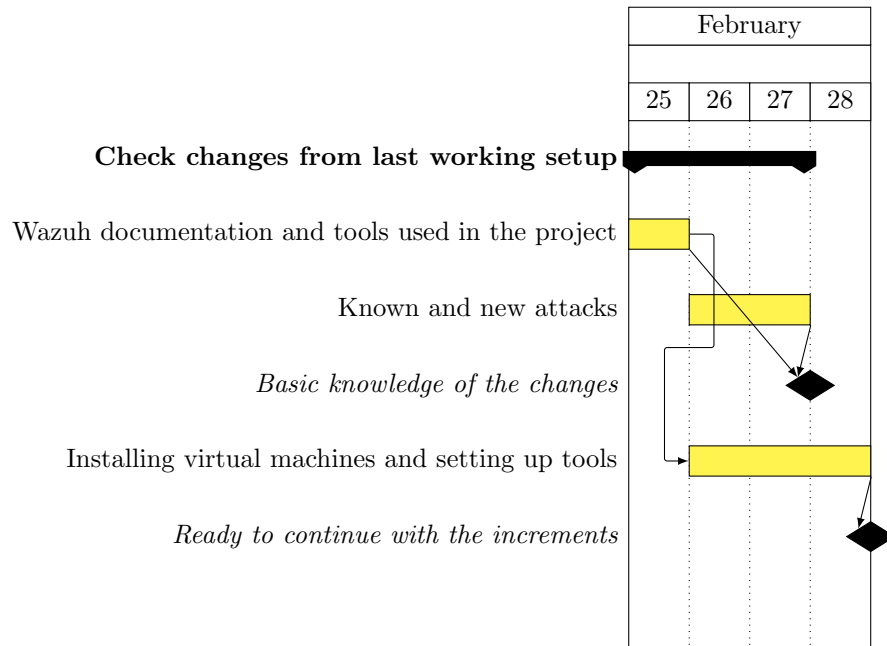 February
25 26 27 28
Check changes from last working setup
Wazuh documentation and tools used in the project
Known and new attacks
Basic knowledge of the changes
Installing virtual machines and setting up tools
Ready to continue with the increments